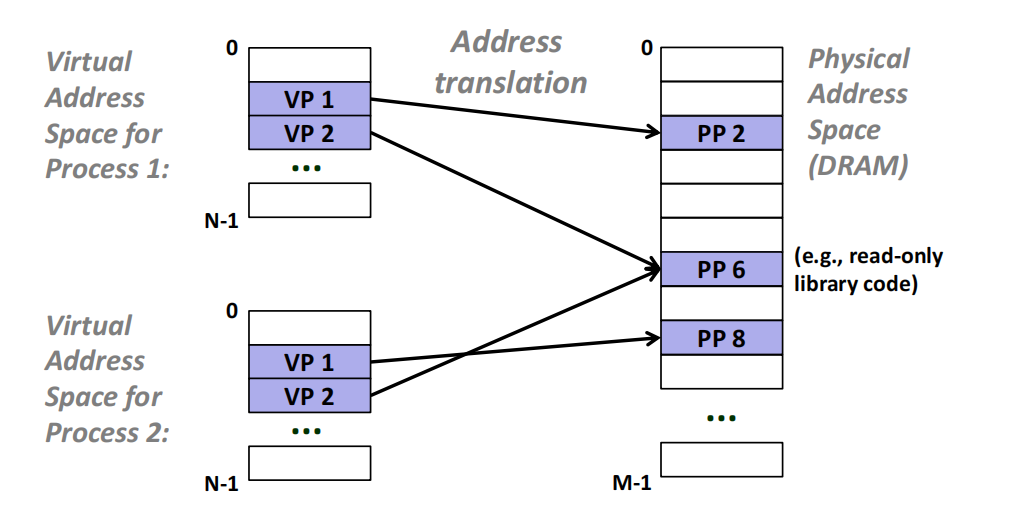 Virtual
Address
Space for
Process 1:
0
VP 1
VP 2
...
N-1
Address
translation
0
PP 2
PP 6
PP 8
...
M-1
Physical
Address
Space
(DRAM)
(e.g., read-only
library code)
Virtual
Address
Space for
Process 2:
0
VP 1
VP 2
...
N-1